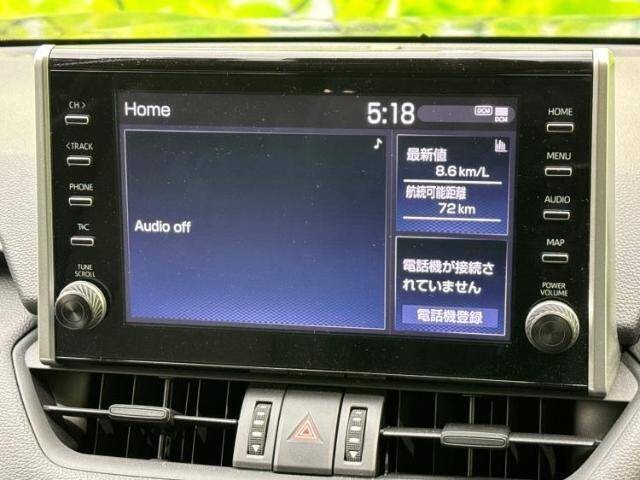 CH >
< TRACK
PHONE
T/C
TUNE
SCROLL
Home
5:18
DCM
DCM
Audio off
最新値
8.6 km/L
航続可能距離
72 km
電話機が接続さ
れていません
電話機登録
HOME
MENU
AUDIO
MAP
POWER
VOLUME